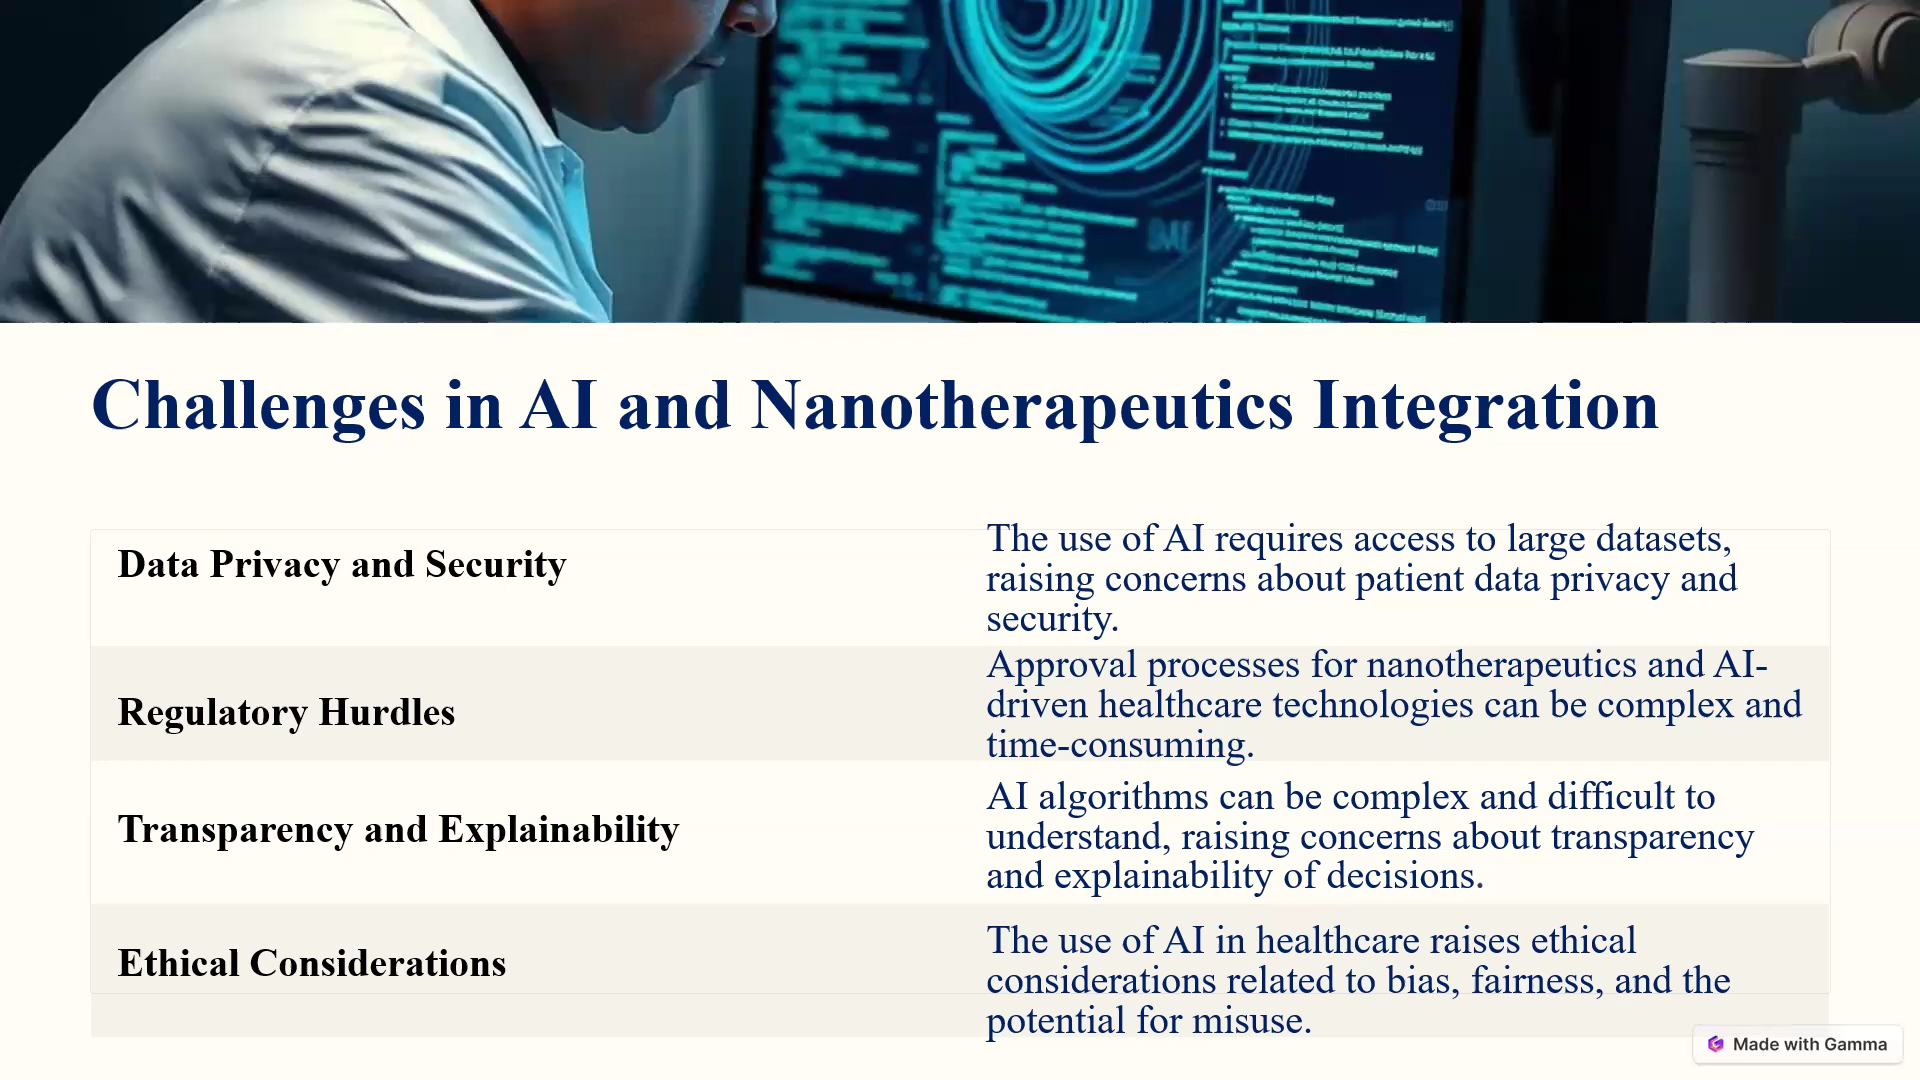 Challenges in AI and Nanotherapeutics Integration
Data Privacy and Security
The use of AI requires access to large datasets,
raising concerns about patient data privacy and
security.
Regulatory Hurdles
Approval processes for nanotherapeutics and AI-
driven healthcare technologies can be complex and
time-consuming.
Transparency and Explainability
AI algorithms can be complex and difficult to
understand, raising concerns about transparency
and explainability of decisions.
Ethical Considerations
The use of AI in healthcare raises ethical
considerations related to bias, fairness, and the
potential for misuse.
Made with Gamma